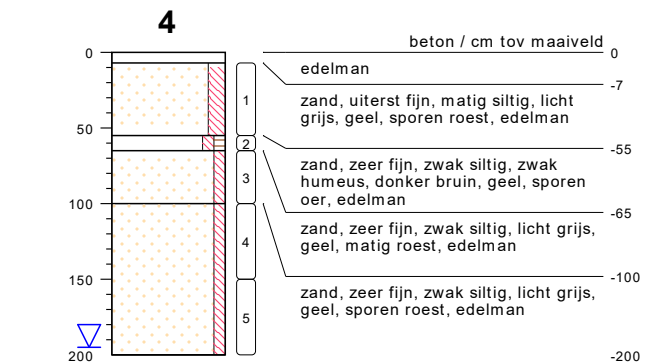 4
beton / cm tov maaiveld
0
0
edelman
-7
1
zand, uiterst fijn, matig siltig, licht
grijs, geel, sporen roest, edelman
50
-55
2
zand, zeer fijn, zwak siltig, zwak
humeus, donker bruin, geel, sporen
oer, edelman
3
-65
100
zand, zeer fijn, zwak siltig, licht grijs,
geel, matig roest, edelman
4
-100
150
zand, zeer fijn, zwak siltig, licht grijs,
geel, sporen roest, edelman
5
200
-200